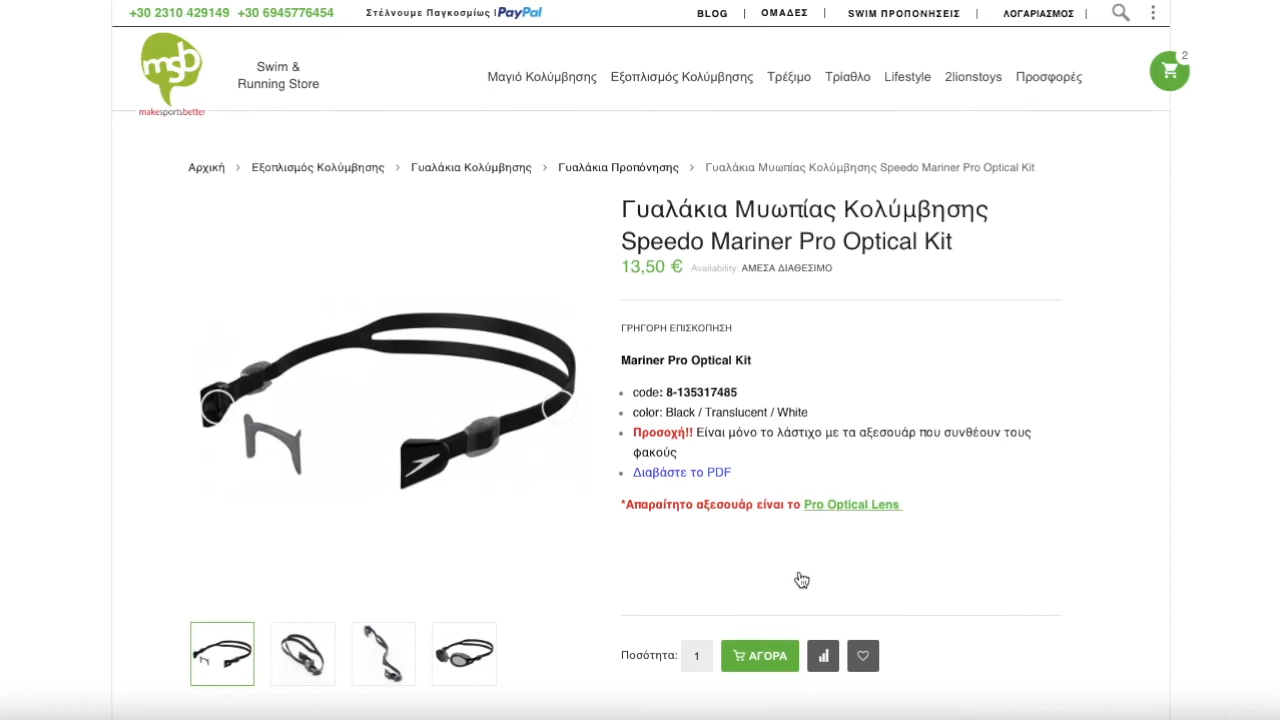 +30 2310 429149 +30 6945776454
Στέλνουμε Παγκοσμίως | PayPal
BLOG | ΟΜΑΔΕΣ | SWIM ΠΡΟΠΟΝΗΣΕΙΣ | ΛΟΓΑΡΙΑΣΜΟΣ |
msb
makesportsbetter
Swim &
Running Store
Μαγιό Κολύμβησης Εξοπλισμός Κολύμβησης Τρέξιμο Τρίαθλο Lifestyle 2lionstoys Προσφορές
2
Αρχική > Εξοπλισμός Κολύμβησης > Γυαλάκια Κολύμβησης > Γυαλάκια Προπόνησης > Γυαλάκια Μυωπίας Κολύμβησης Speedo Mariner Pro Optical Kit
Γυαλάκια Μυωπίας Κολύμβησης
Speedo Mariner Pro Optical Kit
13,50 € Availability: ΑΜΕΣΑ ΔΙΑΘΕΣΙΜΟ
ΓΡΗΓΟΡΗ ΕΠΙΣΚΟΠΗΣΗ
Mariner Pro Optical Kit
code: 8-135317485
color: Black / Translucent / White
Προσοχή!! Είναι μόνο το λάστιχο με τα αξεσουάρ που συνθέουν τους
φακούς
Διαβάστε το PDF
*Απαραίτητο αξεσουάρ είναι το Pro Optical Lens
Ποσότητα: 1 ΑΓΟΡΑ